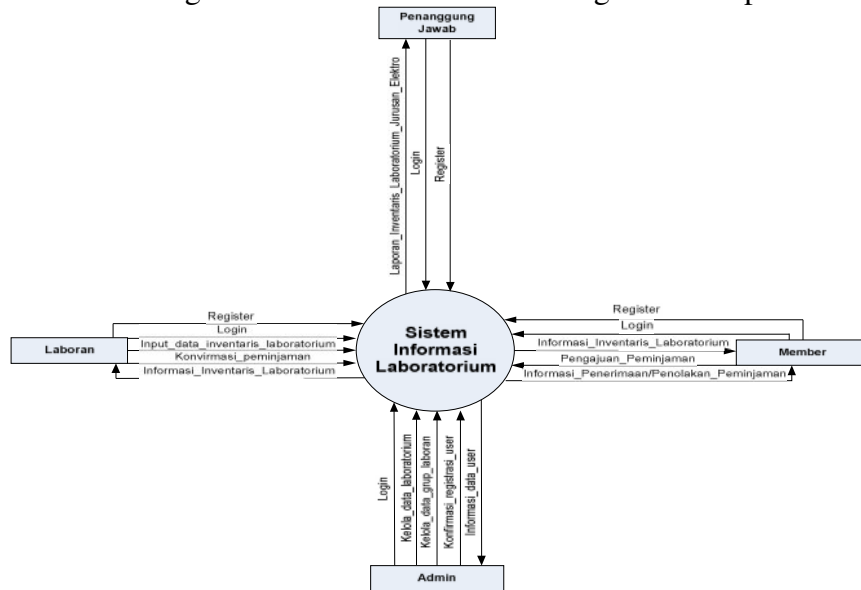 Penanggung
Jawab
Laporan_Inventaris_Laboratorium_Jurusan_Elektro
Login
Register
Register
Login
Input_data_inventaris_laboratorium
Konvirmasi_peminjaman
Informasi_Inventaris_Laboratorium
Laboran
Sistem
Informasi
Laboratorium
Register
Login
Informasi_Inventaris_Laboratorium
Pengajuan_Peminjaman
Informasi_Penerimaan/Penolakan_Peminjaman
Member
Login
Kelola_data_laboratorium
Kelola_data_grup_laboran
Konfirmasi_registrasi_user
Informasi_data_user
Admin